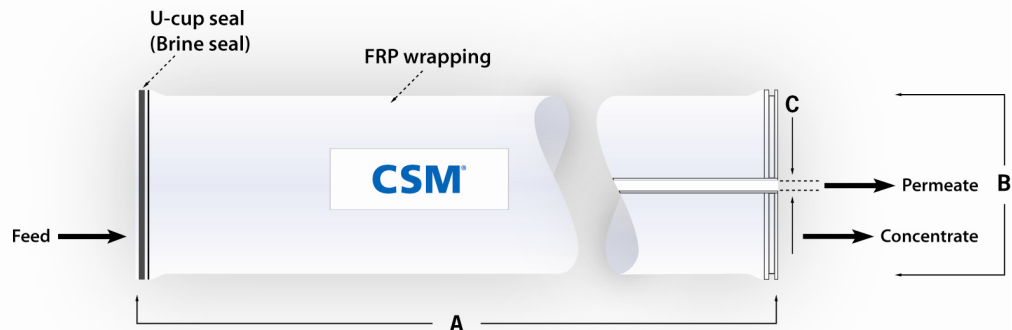 U-cup seal
(Brine seal)
FRP wrapping
C
CSM®
B
Permeate
Feed
Concentrate
A